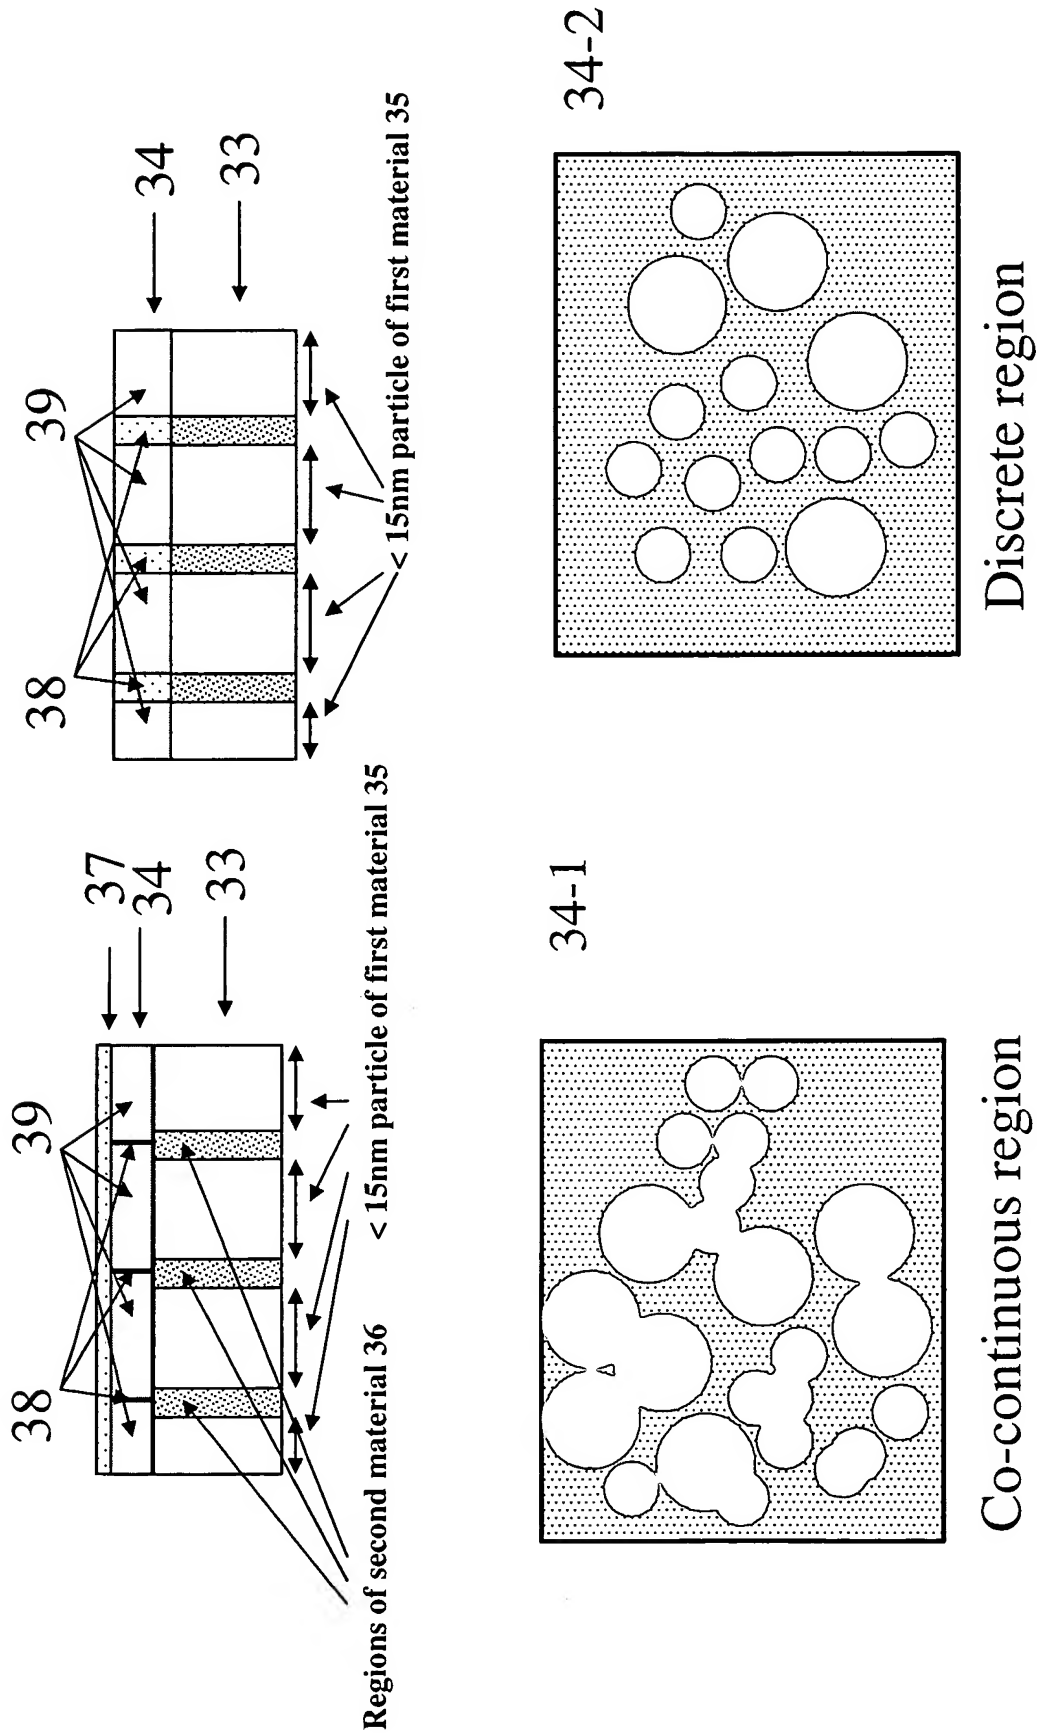 38
39
37
34
33
Regions of second material 36
< 15nm particle of first material 35
38
39
34
33
< 15nm particle of first material 35
34-1
Co-continuous region
34-2
Discrete region